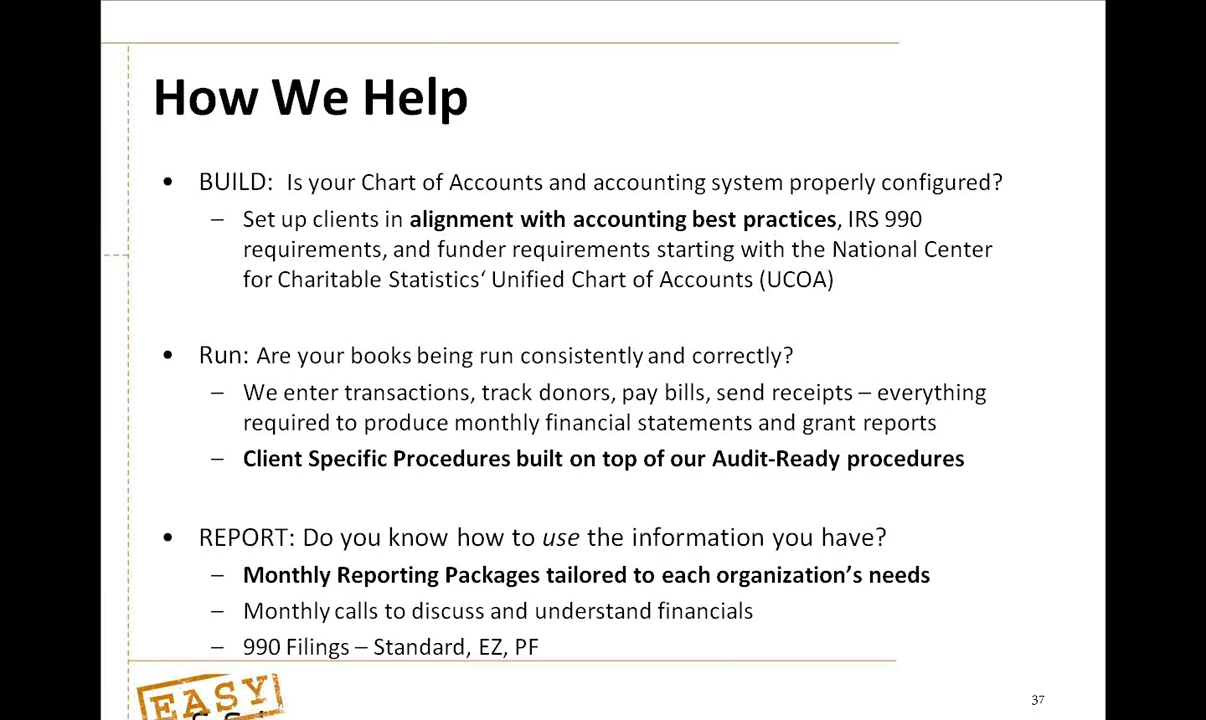 How We Help
• BUILD: Is your Chart of Accounts and accounting system properly configured?
– Set up clients in alignment with accounting best practices, IRS 990
requirements, and funder requirements starting with the National Center
for Charitable Statistics‘ Unified Chart of Accounts (UCOA)
• Run: Are your books being run consistently and correctly?
– We enter transactions, track donors, pay bills, send receipts – everything
required to produce monthly financial statements and grant reports
– Client Specific Procedures built on top of our Audit-Ready procedures
• REPORT: Do you know how to use the information you have?
– Monthly Reporting Packages tailored to each organization’s needs
– Monthly calls to discuss and understand financials
– 990 Filings – Standard, EZ, PF
EASY
37